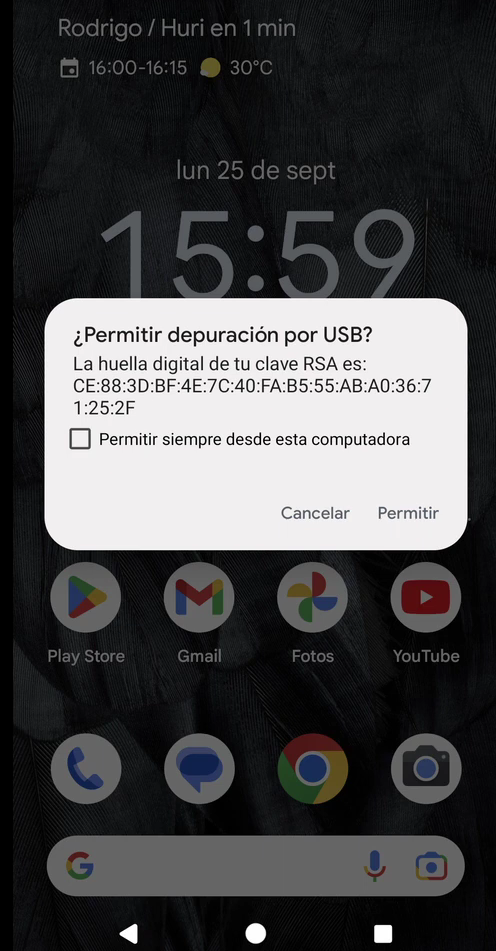 Rodrigo / Huri en 1 min
16:00-16:15 30°C
lun 25 de sept
15:59
¿Permitir depuración por USB?
La huella digital de tu clave RSA es:
CE:88:3D:BF:4E:7C:40:FA:B5:55:AB:A0:36:7
1:25:2F
Permitir siempre desde esta computadora
Cancelar Permitir
Play Store Gmail Fotos YouTube